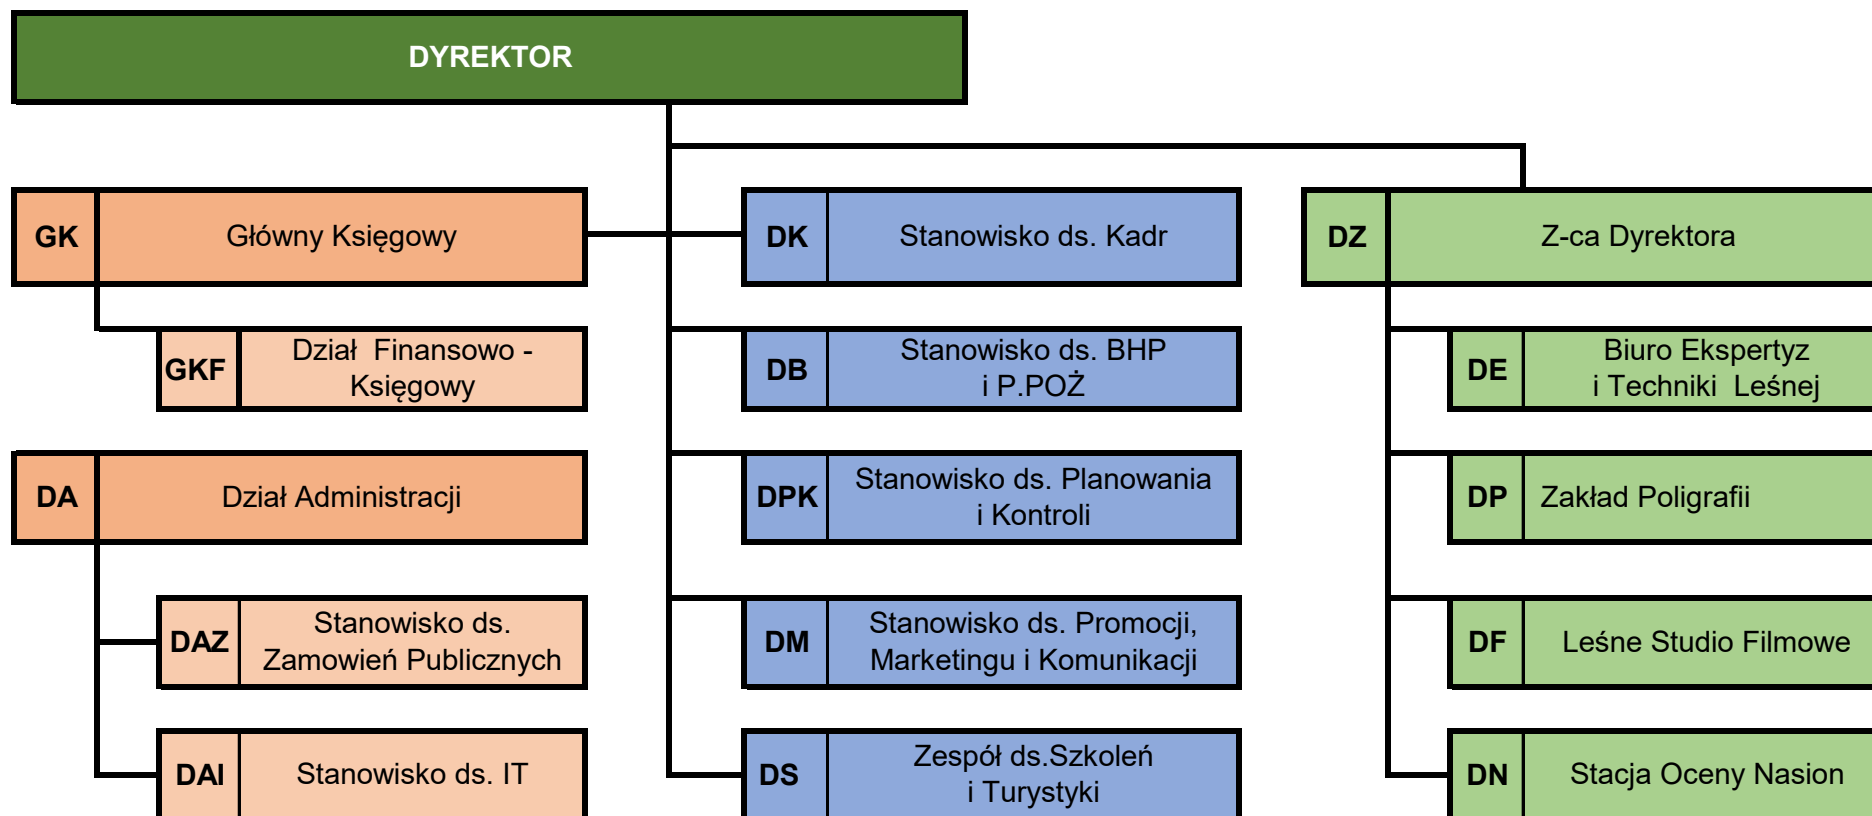 DYREKTOR
GK
Główny Księgowy
DK
Stanowisko ds. Kadr
DZ
Z-ca Dyrektora
GKF
Dział  Finansowo -
Księgowy
DB
Stanowisko ds. BHP
i P.POŻ
DE
Biuro Ekspertyz
i Techniki  Leśnej
DA
Dział Administracji
DPK
Stanowisko ds. Planowania
i Kontroli
DP
Zakład Poligrafii
DAZ
Stanowisko ds.
Zamowień Publicznych
DM
Stanowisko ds. Promocji,
Marketingu i Komunikacji
DF
Leśne Studio Filmowe
DAI
Stanowisko ds. IT
DS
Zespół ds.Szkoleń
i Turystyki
DN
Stacja Oceny Nasion